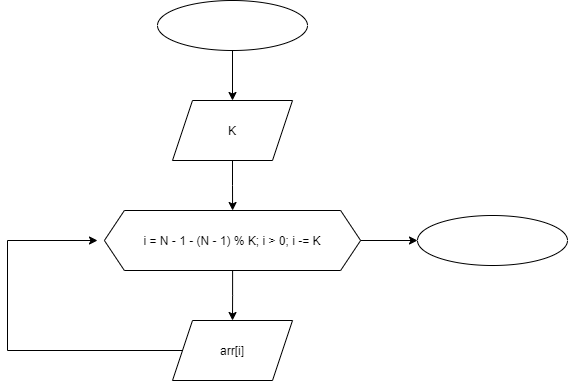 K
i = N - 1 - (N - 1) % K; i > 0; i -= K
arr[i]